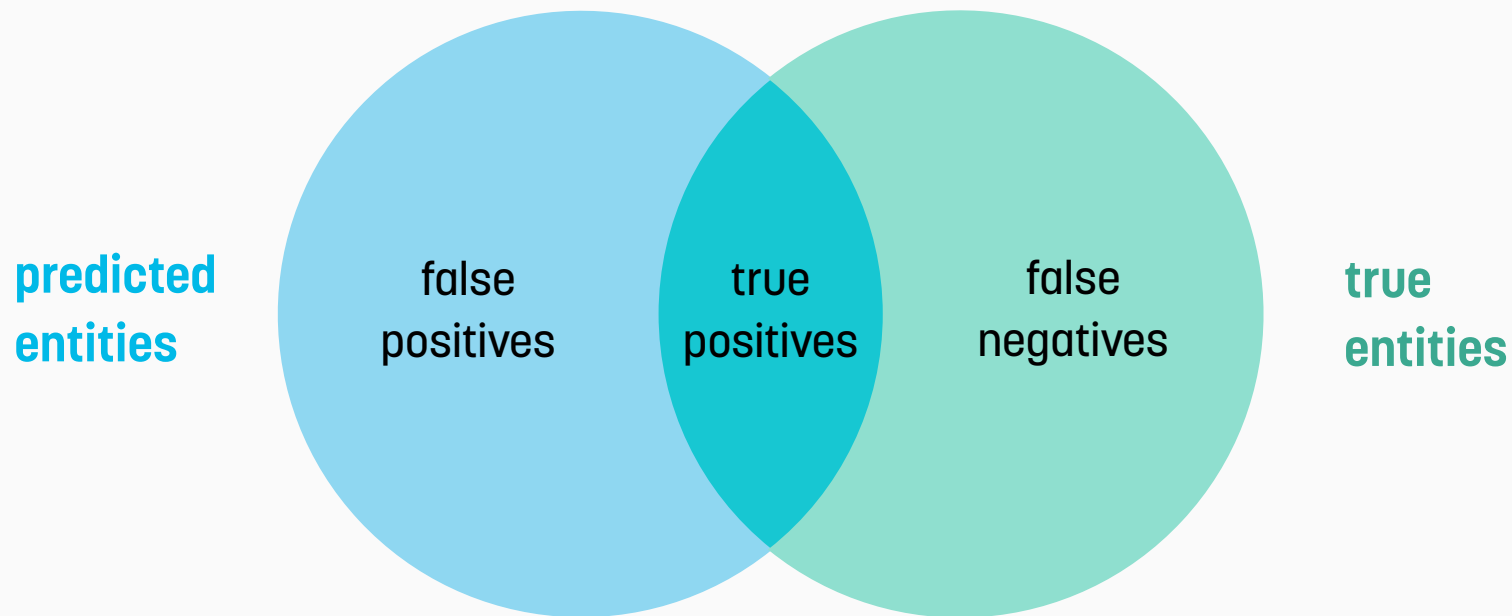 predicted
entities
false
positives
true
positives
false
negatives
true
entities